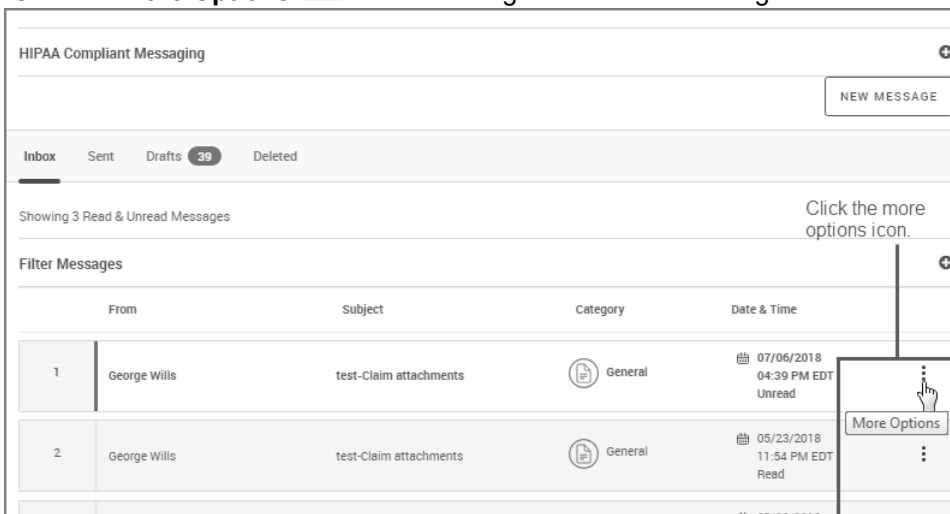 HIPAA Compliant Messaging
NEW MESSAGE
Inbox Sent Drafts 39 Deleted
Showing 3 Read & Unread Messages
Click the more
options icon.
Filter Messages
From Subject Category Date & Time
1 George Wills test-Claim attachments General 07/06/2018
04:39 PM EDT
Unread
More Options
2 George Wills test-Claim attachments General 05/23/2018
11:54 PM EDT
Read